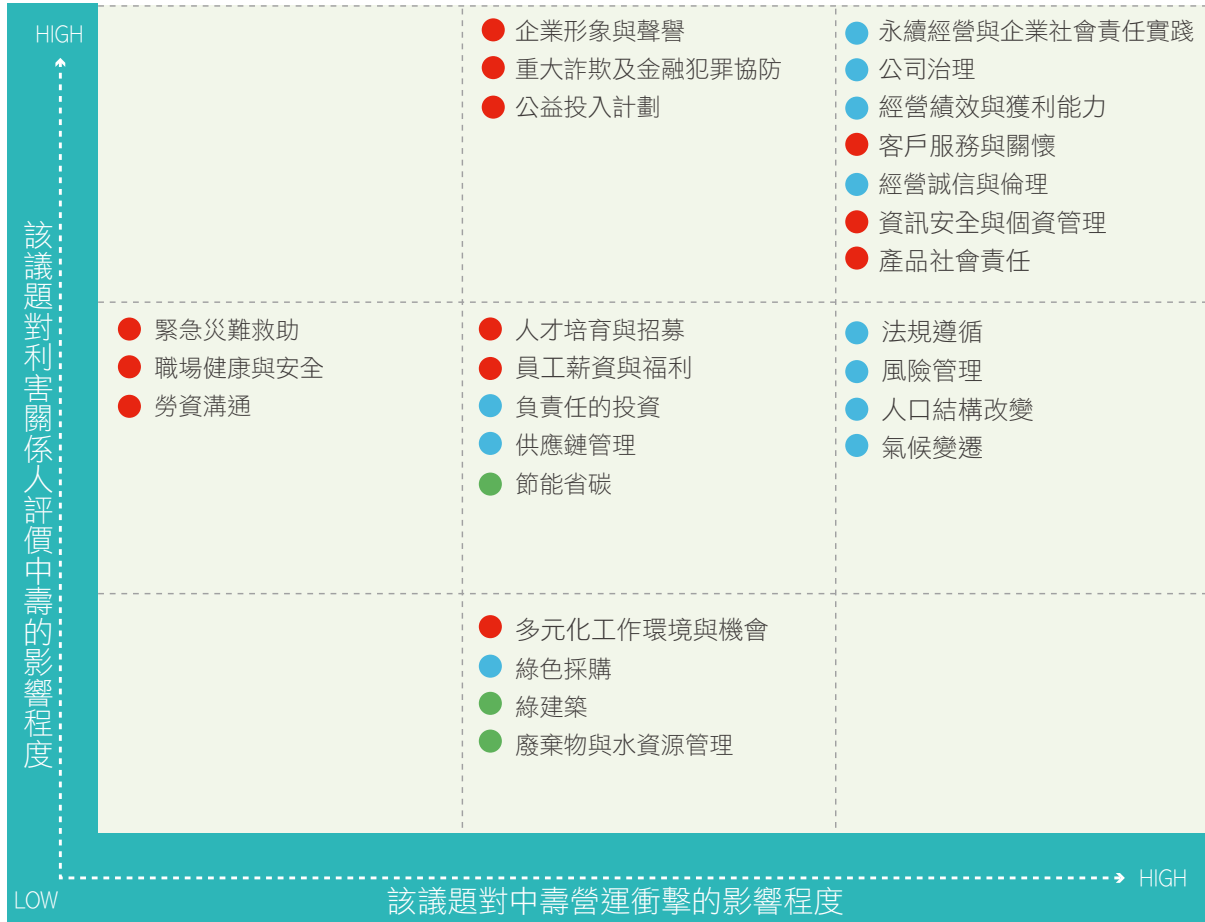 HIGH
該議題對利害關係人評價中壽的影響程度
企業形象與聲譽
重大詐欺及金融犯罪協防
公益投入計劃
永續經營與企業社會責任實踐
公司治理
經營績效與獲利能力
客戶服務與關懷
經營誠信與倫理
資訊安全與個資管理
產品社會責任
緊急災難救助
職場健康與安全
勞資溝通
人才培育與招募
員工薪資與福利
負責任的投資
供應鏈管理
節能省碳
法規遵循
風險管理
人口結構改變
氣候變遷
多元化工作環境與機會
綠色採購
綠建築
廢棄物與水資源管理
LOW
該議題對中壽營運衝擊的影響程度
HIGH